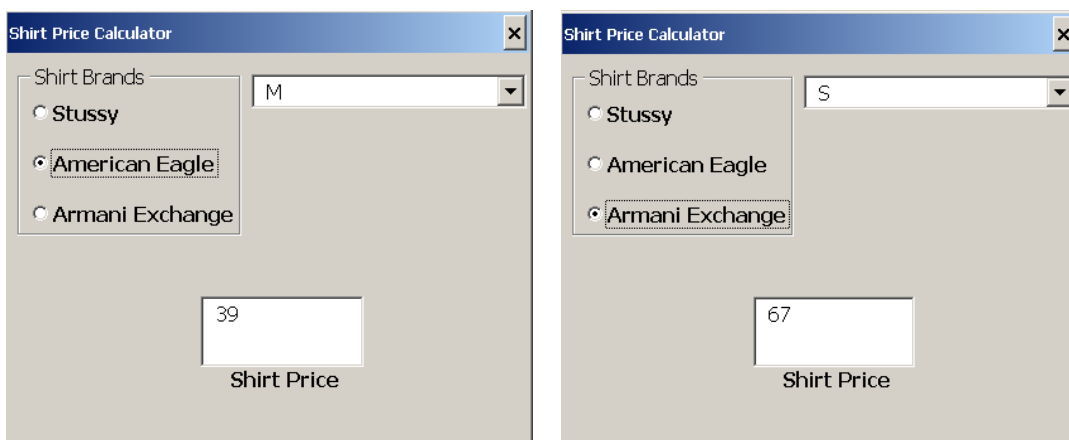 Shirt Price Calculator
Shirt Brands
M
Stussy
American Eagle
Armani Exchange
39
Shirt Price
Shirt Price Calculator
Shirt Brands
S
Stussy
American Eagle
Armani Exchange
67
Shirt Price